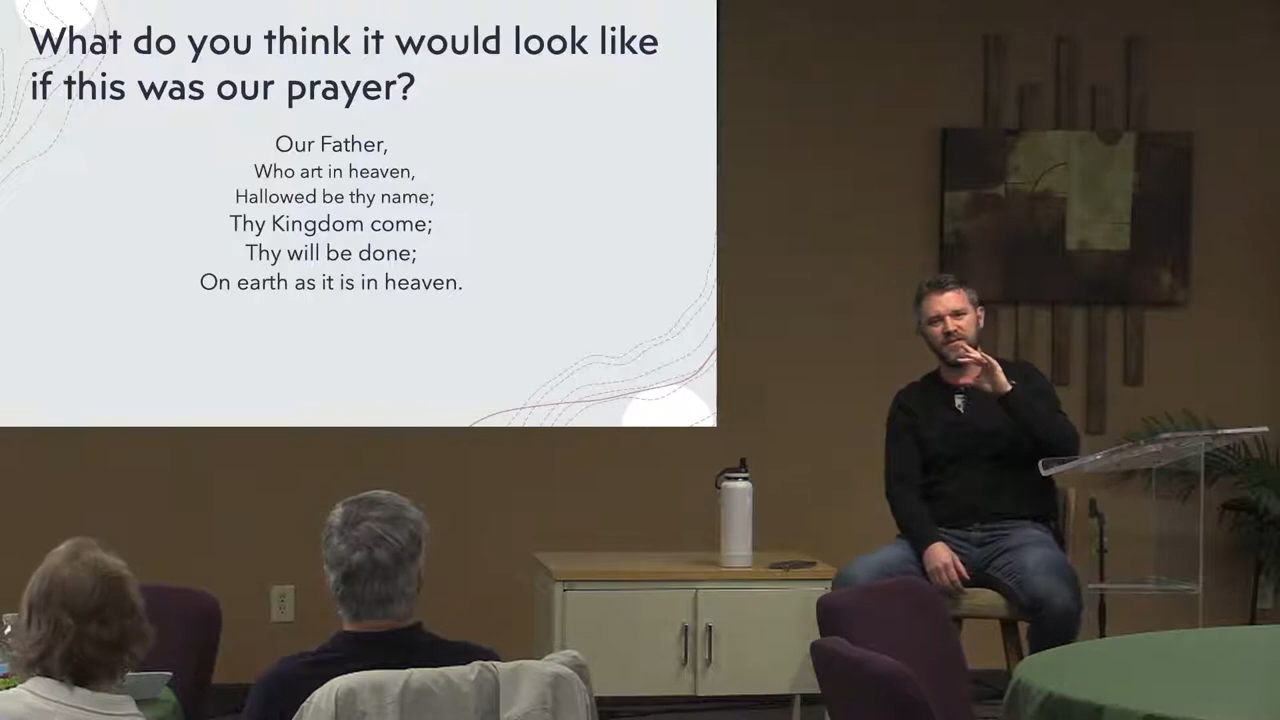 What do you think it would look like
if this was our prayer?
Our Father,
Who art in heaven,
Hallowed be thy name;
Thy Kingdom come;
Thy will be done;
On earth as it is in heaven.